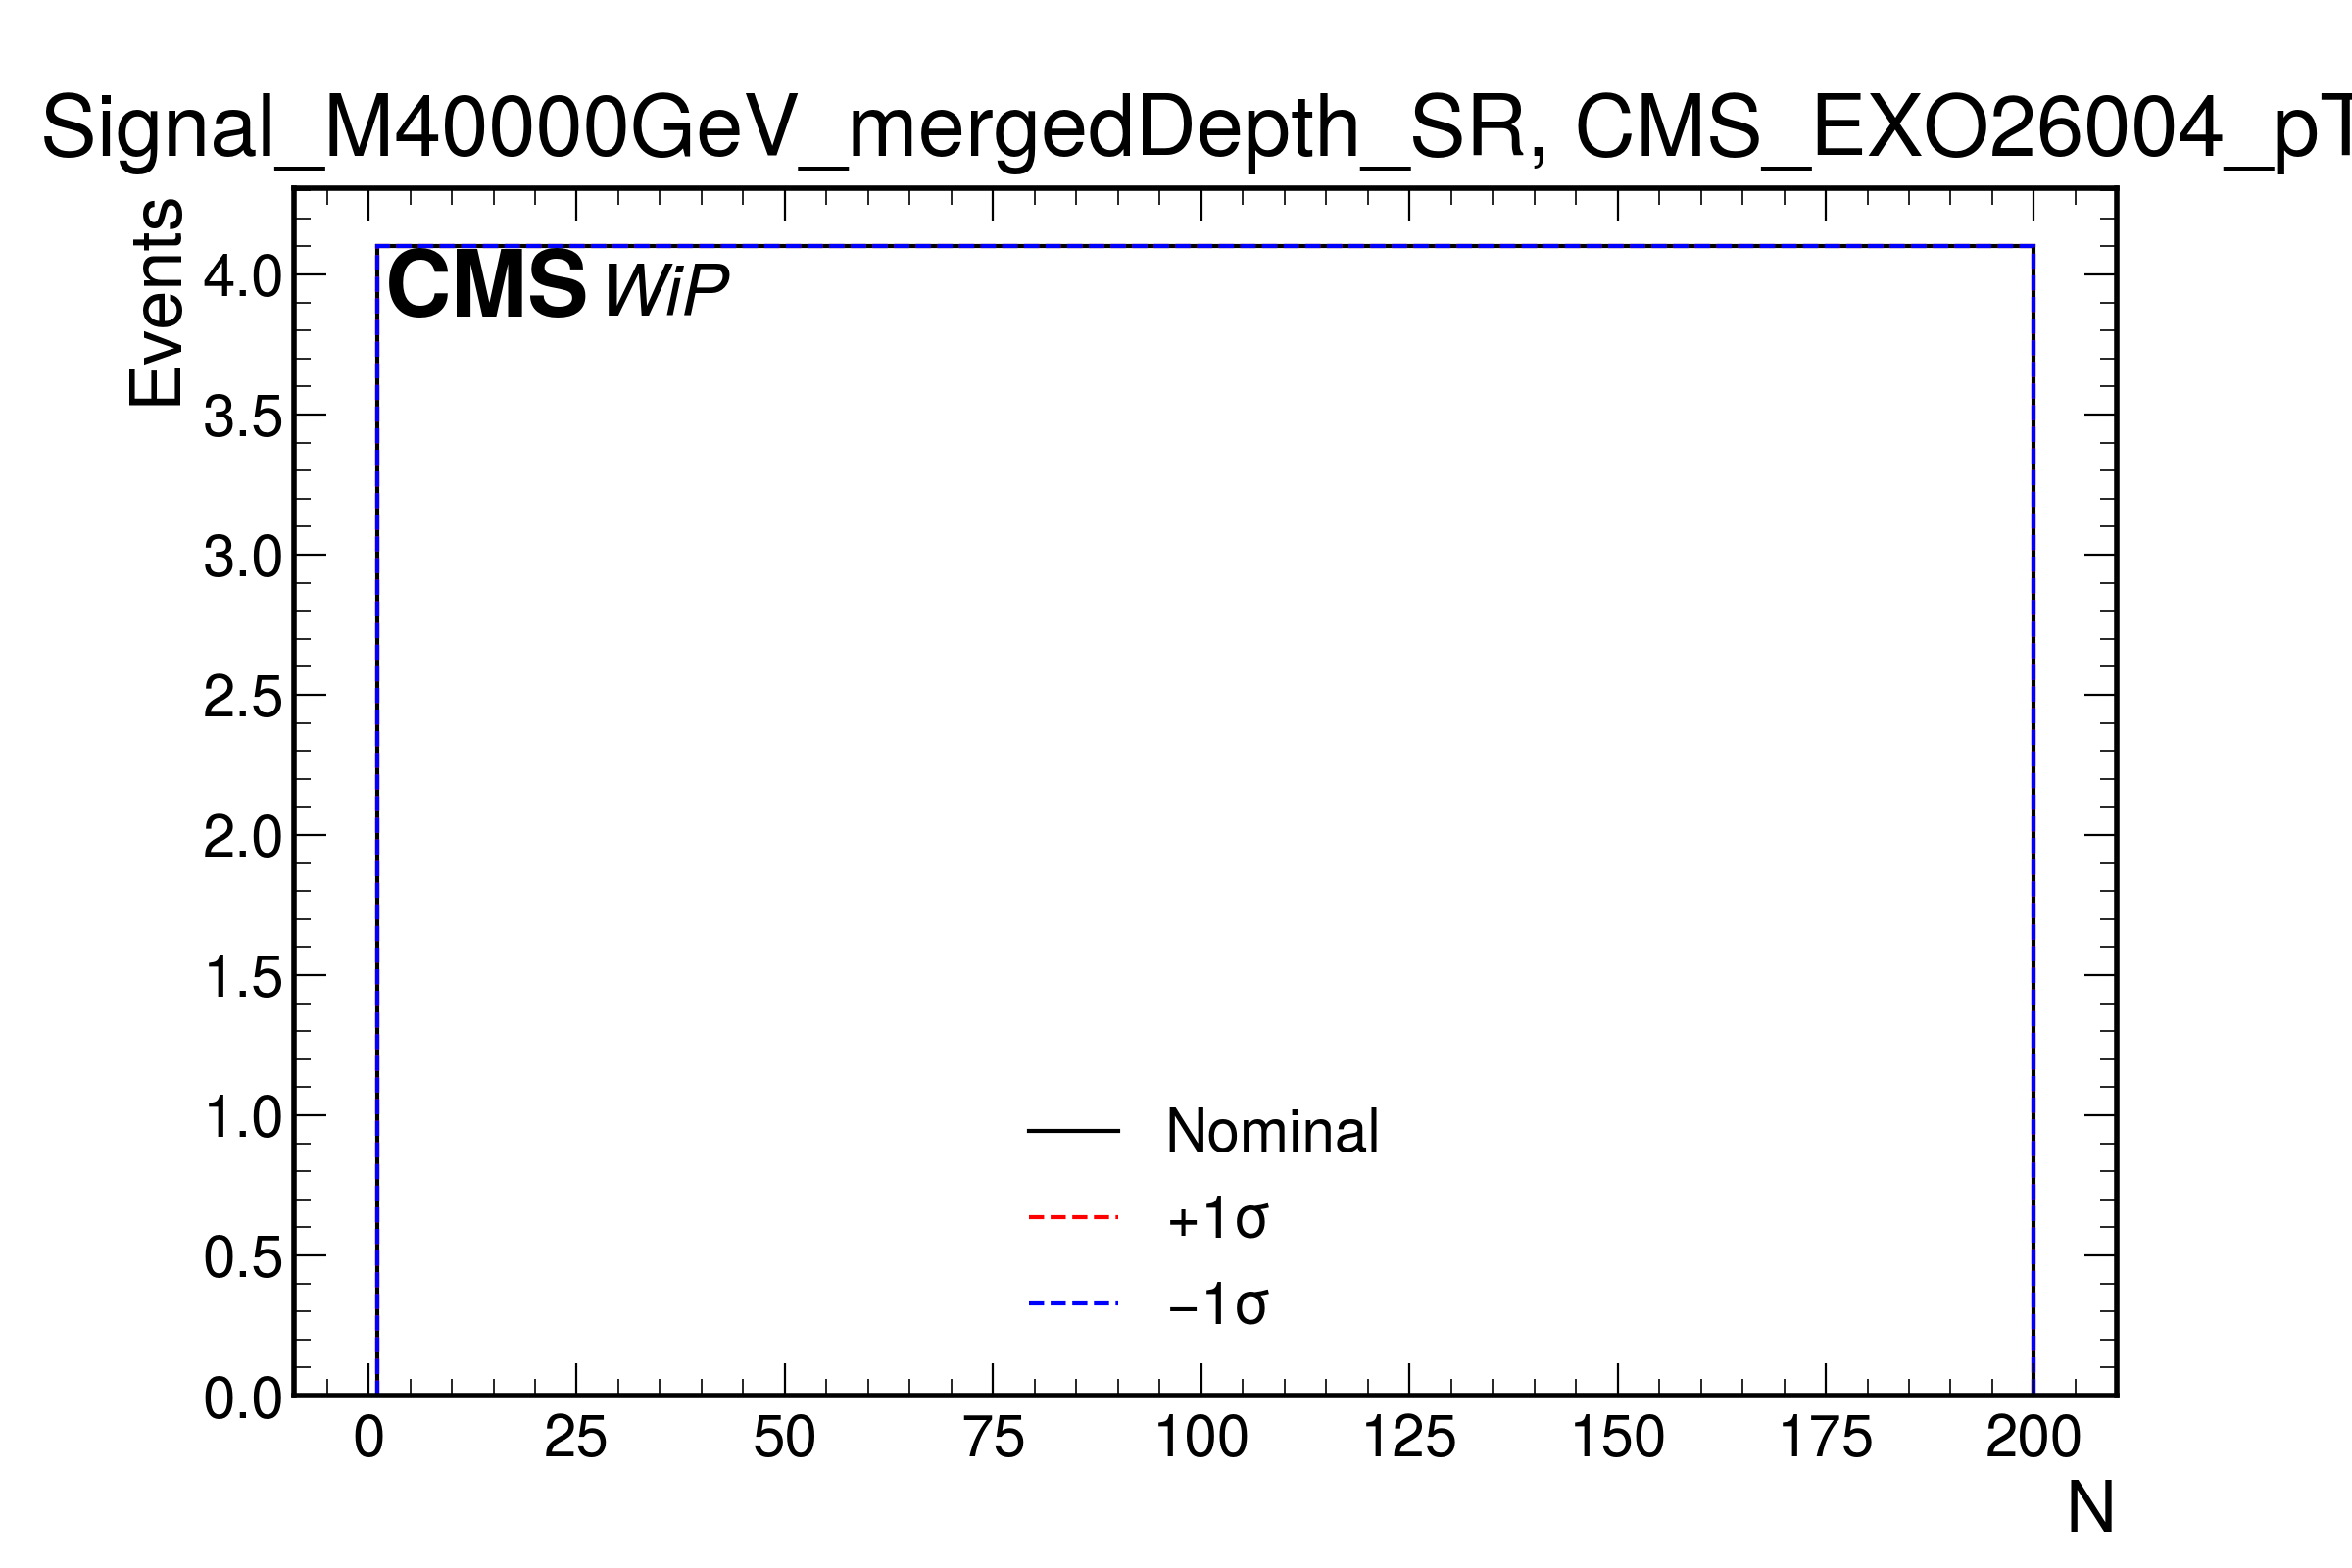 Signal_M40000GeV_mergedDepth_SR, CMS_EXO26004_pT
Events
CMS WiP
4.0
3.5
3.0
2.5
2.0
1.5
1.0
0.5
0.0
Nominal
+1σ
−1σ
0 25 50 75 100 125 150 175 200
N